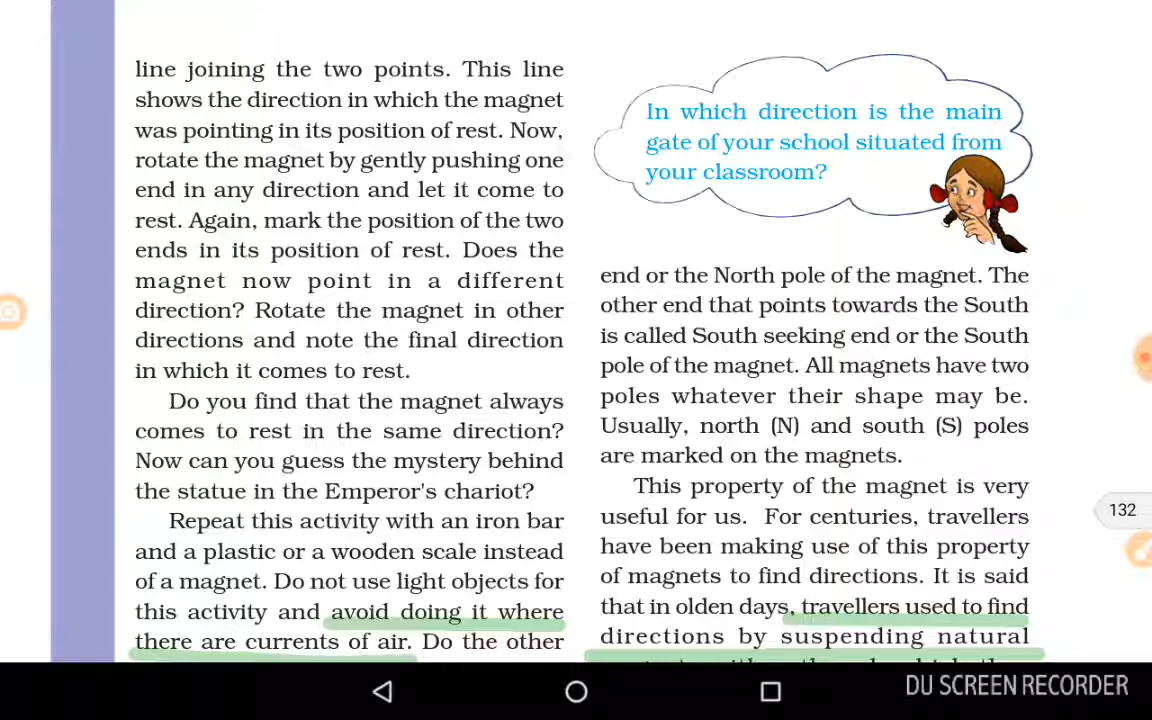 line joining the two points. This line
shows the direction in which the magnet
was pointing in its position of rest. Now,
rotate the magnet by gently pushing one
end in any direction and let it come to
rest. Again, mark the position of the two
ends in its position of rest. Does the
magnet now point in a different
direction? Rotate the magnet in other
directions and note the final direction
in which it comes to rest.
Do you find that the magnet always
comes to rest in the same direction?
Now can you guess the mystery behind
the statue in the Emperor's chariot?
Repeat this activity with an iron bar
and a plastic or a wooden scale instead
of a magnet. Do not use light objects for
this activity and avoid doing it where
there are currents of air. Do the other
In which direction is the main
gate of your school situated from
your classroom?
end or the North pole of the magnet. The
other end that points towards the South
is called South seeking end or the South
pole of the magnet. All magnets have two
poles whatever their shape may be.
Usually, north (N) and south (S) poles
are marked on the magnets.
This property of the magnet is very
useful for us. For centuries, travellers
have been making use of this property
of magnets to find directions. It is said
that in olden days, travellers used to find
directions by suspending natural
132
DU SCREEN RECORDER